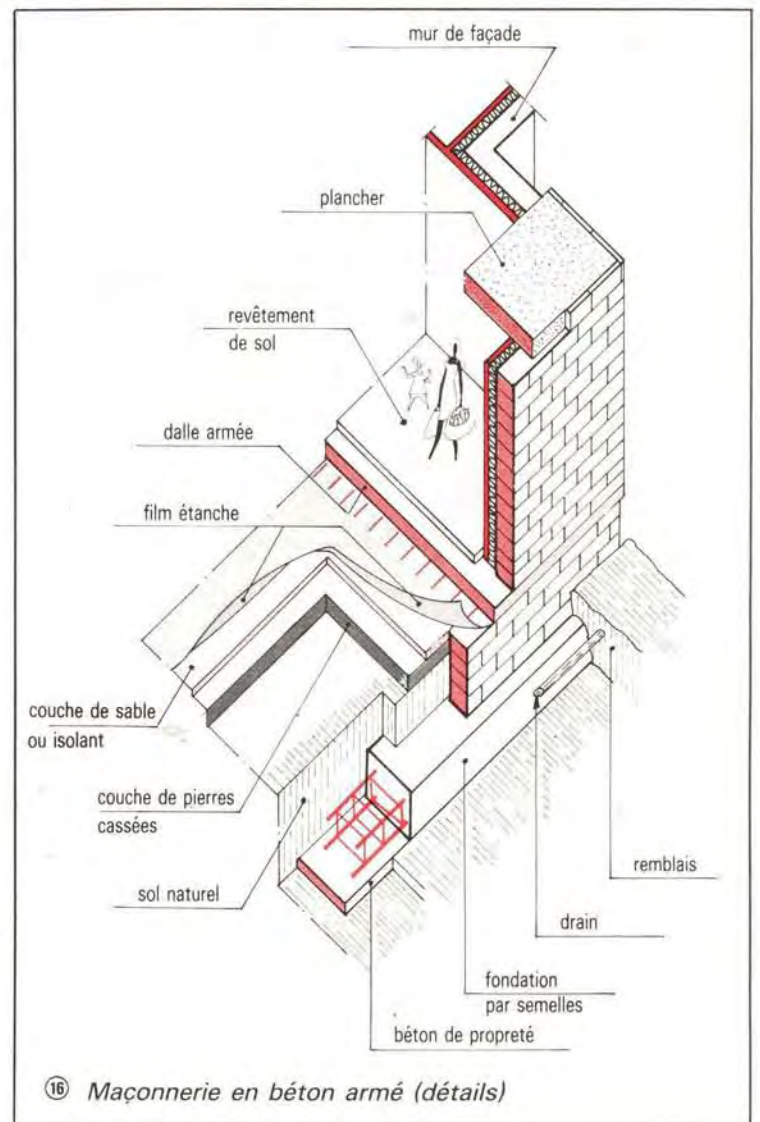 mur de façade
plancher
revêtement
de sol
dalle armée
film étanche
couche de sable
ou isolant
couche de pierres
cassées
sol naturel
remblais
drain
fondation
par semelles
béton de propreté
⑯ Maçonnerie en béton armé (détails)